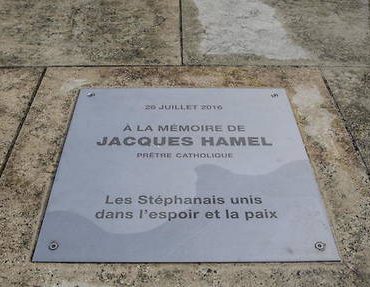 26 JUILLET 2016
À LA MÉMOIRE DE
JACQUES HAMEL
PRÊTRE CATHOLIQUE
Les Stéphanais unis
dans l'espoir et la paix